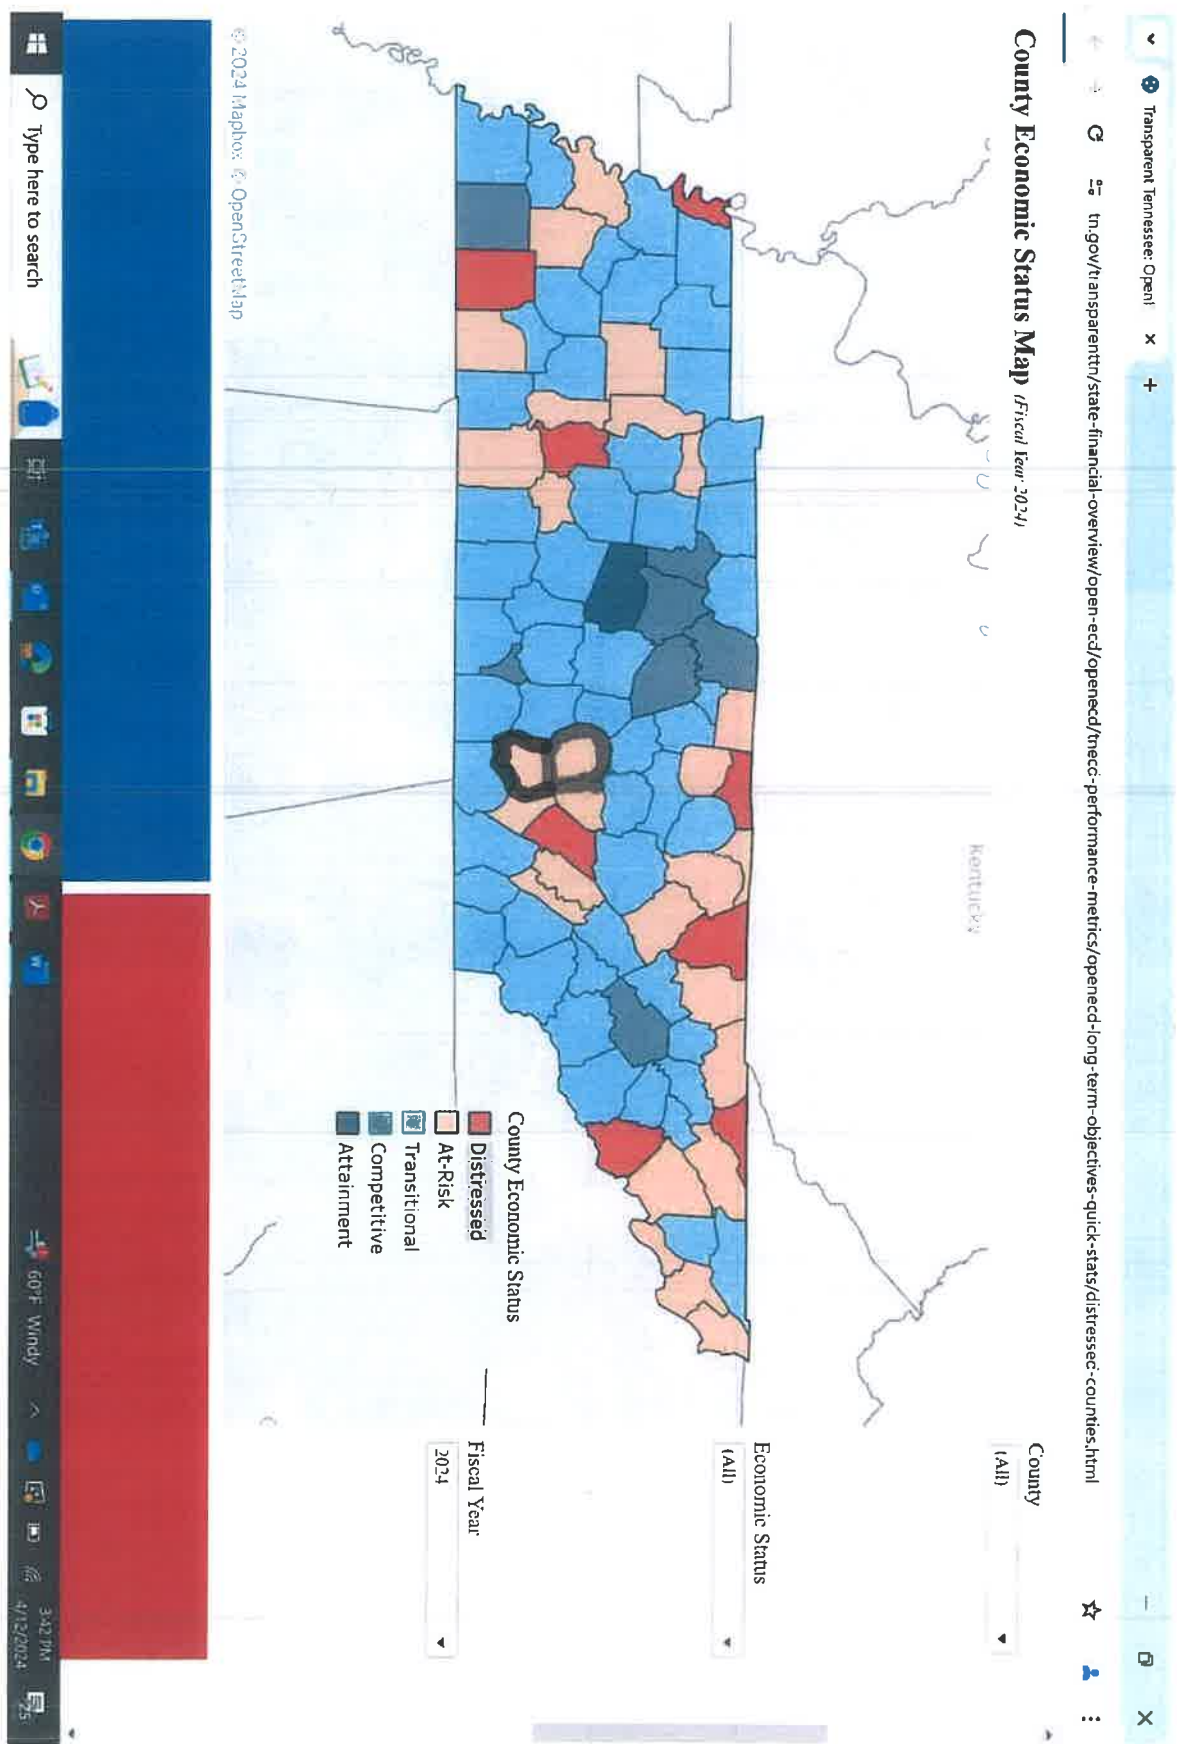 Transparent Tennessee: Open!
tn.gov/transparenttn/state-financial-overview/open-ecd/openecd/tnecd-performance-metrics/openecd-long-term-objectives-quick-stats/distressed-counties.html
County Economic Status Map (Fiscal Year 2024)
County
(All)
Kentucky
Economic Status
(All)
County Economic Status
Distressed
At-Risk
Transitional
Competitive
Attainment
Fiscal Year
2024
© 2024 Mapbox © OpenStreetMap
Type here to search
60°F Windy
3:42 PM
4/12/2024
25